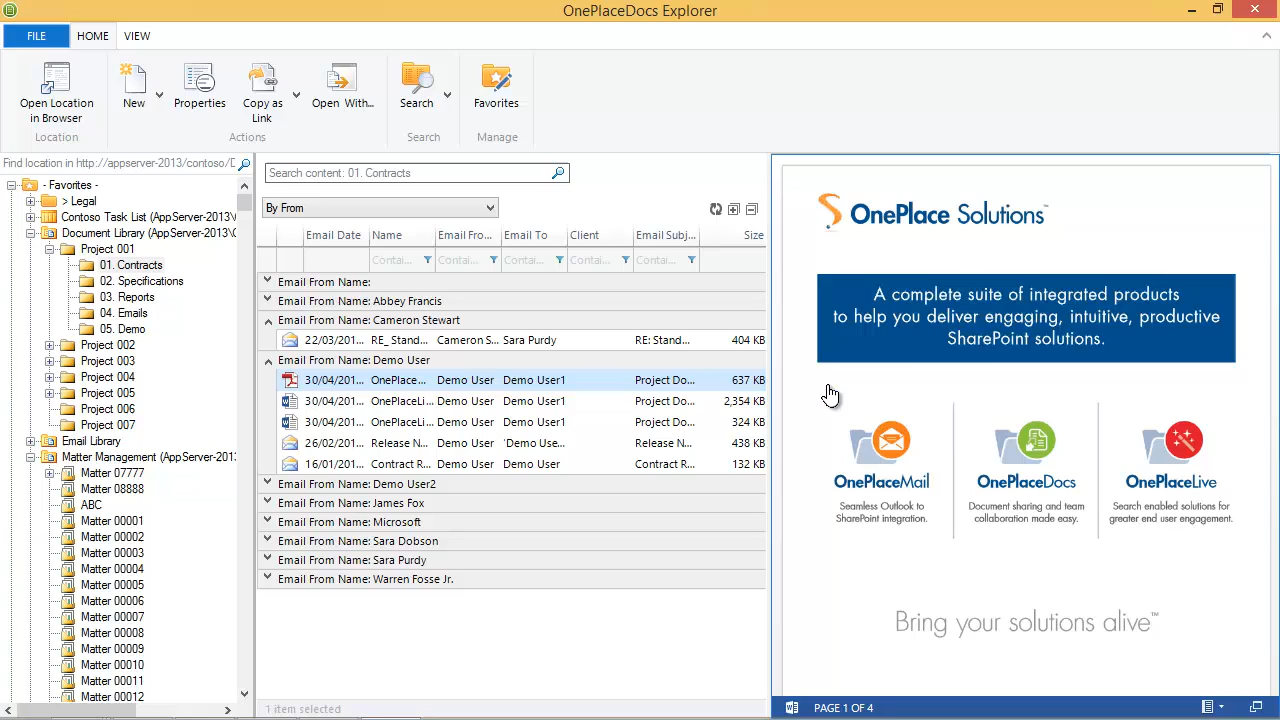 OnePlaceDocs Explorer
FILE HOME VIEW
Open Location in Browser
New
Properties
Copy as Link
Open With...
Search
Favorites
Location
Actions
Search
Manage
Find location in http://appserver-2013/contoso/
- Favorites -
> Legal
Contoso Task List (AppServer-2013\
Document Library (AppServer-2013\
Project 001
01. Contracts
02. Specifications
03. Reports
04. Emails
05. Demo
Project 002
Project 003
Project 004
Project 005
Project 006
Project 007
Email Library
Matter Management (AppServer-201
Matter 07777
Matter 08888
ABC
Matter 00001
Matter 00002
Matter 00003
Matter 00004
Matter 00005
Matter 00006
Matter 00007
Matter 00008
Matter 00009
Matter 00010
Matter 00011
Matter 00012
Search content: 01. Contracts
By From
Email Date Name Email Fro... Email To Client Email Subj... Size
Contai... Contai... Contai... Contai... Contai...
Email From Name:
Email From Name: Abbey Francis
Email From Name: Cameron Stewart
22/03/201... RE_ Stand... Cameron S... Sara Purdy RE: Stand... 404 KB
Email From Name: Demo User
30/04/201... OnePlace... Demo User Demo User1 Project Do... 637 KB
30/04/201... OnePlaceLi... Demo User Demo User1 Project Do... 2,354 KB
30/04/201... OnePlaceLi... Demo User Demo User1 Project Do... 324 KB
26/02/201... Release N... Demo User 'Demo Use... Release N... 438 KB
16/01/201... Contract R... Demo User Demo User Contract R... 132 KB
Email From Name: Demo User2
Email From Name: James Fox
Email From Name: Microsoft
Email From Name: Sara Dobson
Email From Name: Sara Purdy
Email From Name: Warren Fosse Jr.
1 item selected
OnePlace Solutions™
A complete suite of integrated products
to help you deliver engaging, intuitive, productive
SharePoint solutions.
OnePlaceMail
Seamless Outlook to
SharePoint integration.
OnePlaceDocs
Document sharing and team
collaboration made easy.
OnePlaceLive
Search enabled solutions for
greater end user engagement.
Bring your solutions alive™
PAGE 1 OF 4